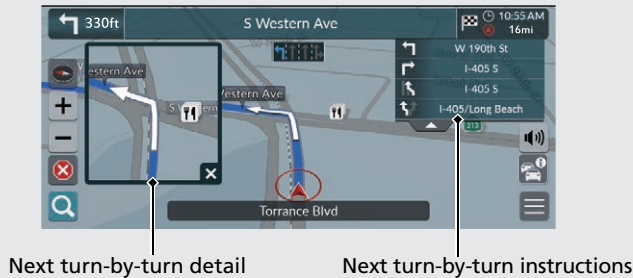 330ft
S Western Ave
10:55 AM
16mi
W 190th St
I-405 S
I-405 S
I-405/Long Beach
213
estern Ave
Western Ave
S Western
Torrance Blvd
Next turn-by-turn detail
Next turn-by-turn instructions